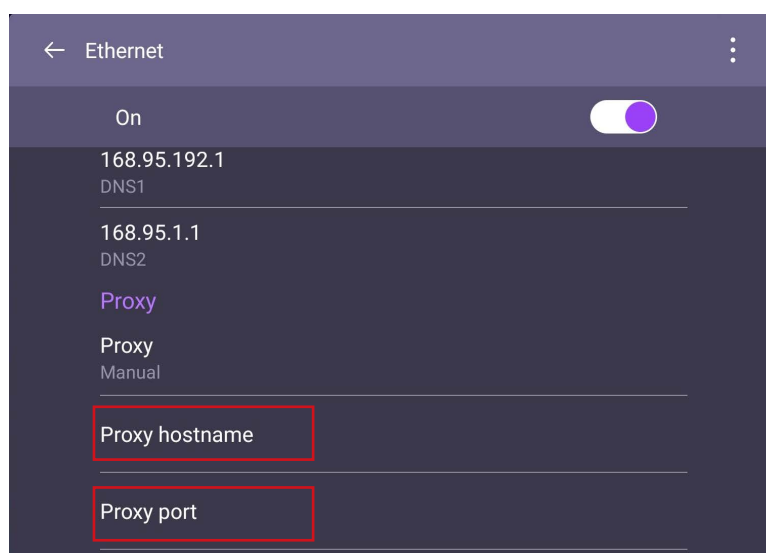 Ethernet
On
168.95.192.1
DNS1
168.95.1.1
DNS2
Proxy
Proxy
Manual
Proxy hostname
Proxy port